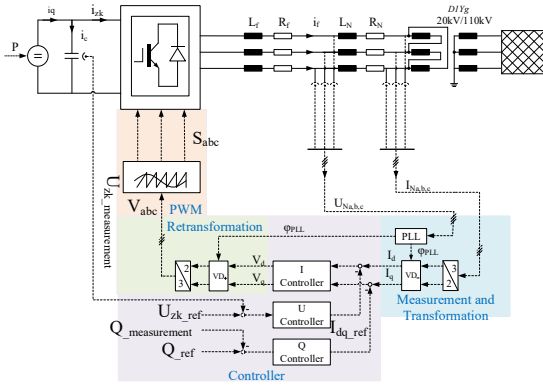 D1Yg
20kV/110kV
iq
izk
Lf
Rf
if
LN
RN
P
ic
Sabc
Uzk_measurement
Vabc
PWM
Retransformation
UNa,b,c
INa,b,c
φPLL
PLL
φPLL
2
3
VD+
Vd
Vq
I
Controller
Id
Iq
VD+
3
2
Uzk_ref
U
Controller
Idq_ref
Measurement and
Transformation
Q_measurement
Q_ref
Q
Controller
Controller